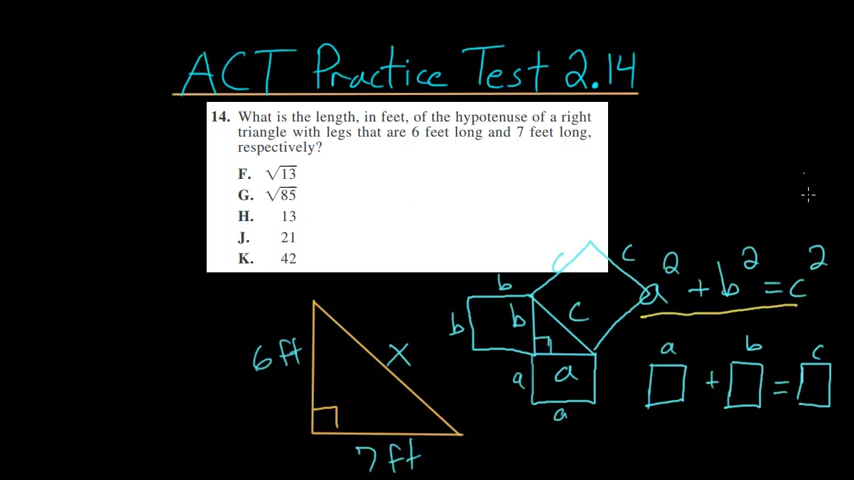 ACT Practice Test 2.14
14. What is the length, in feet, of the hypotenuse of a right
triangle with legs that are 6 feet long and 7 feet long,
respectively?
F. √13
G. √85
H. 13
J. 21
K. 42
c
c
b
b
b
c
a² + b² = c²
6 ft
x
a
a
a
a b c
□ + □ = □
7 ft